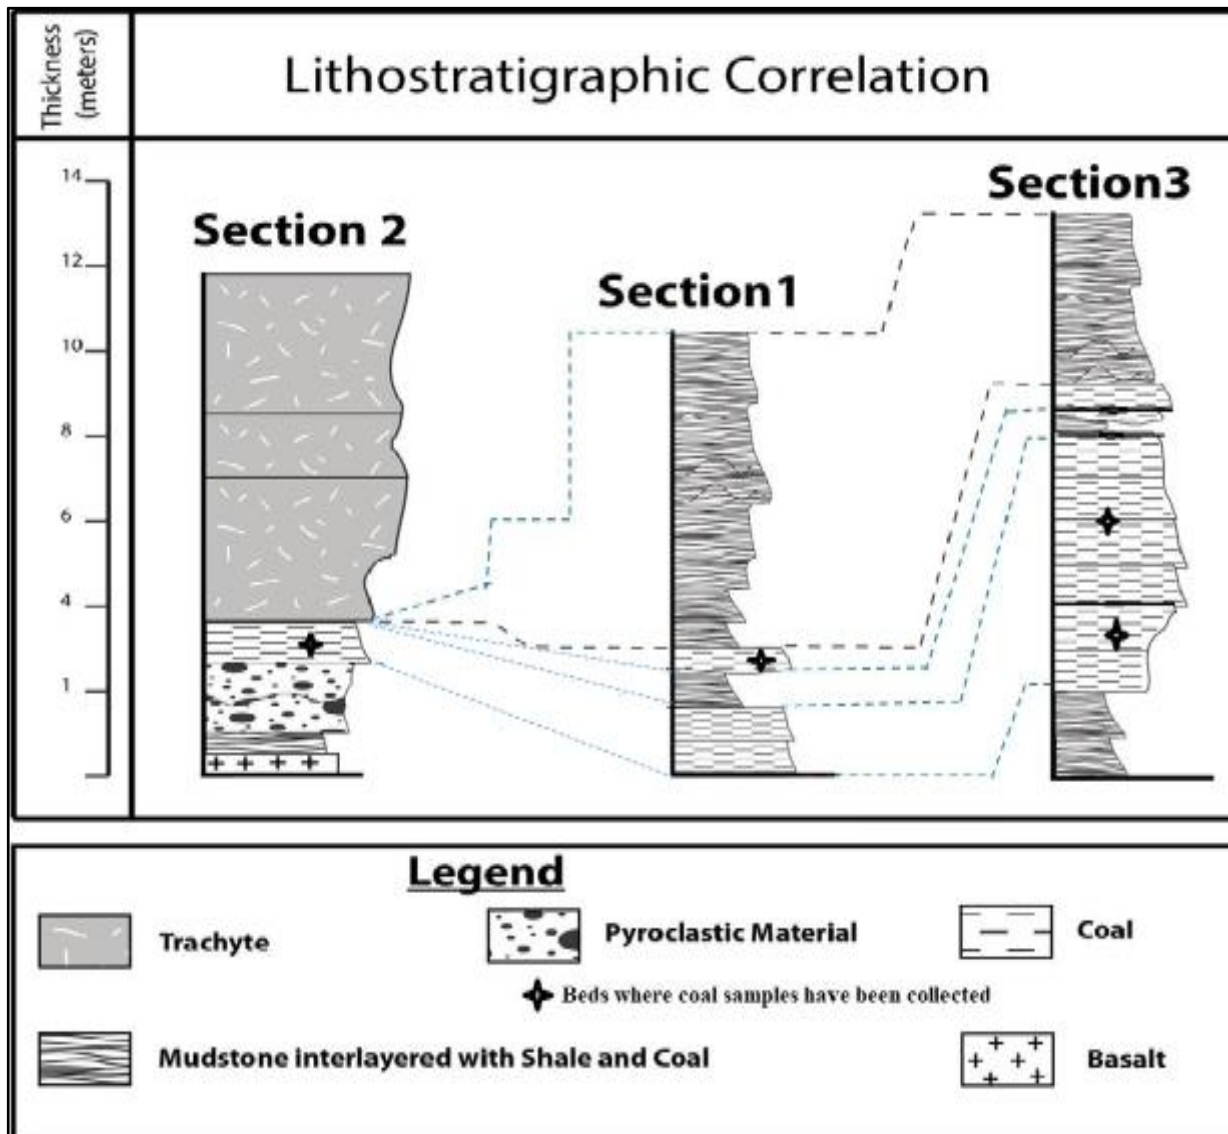 Thickness
(meters)
Lithostratigraphic Correlation
14
12
10
8
6
4
1
Section 2
Section1
Section3
Legend
Trachyte
Pyroclastic Material
Coal
Beds where coal samples have been collected
Mudstone interlayered with Shale and Coal
Basalt